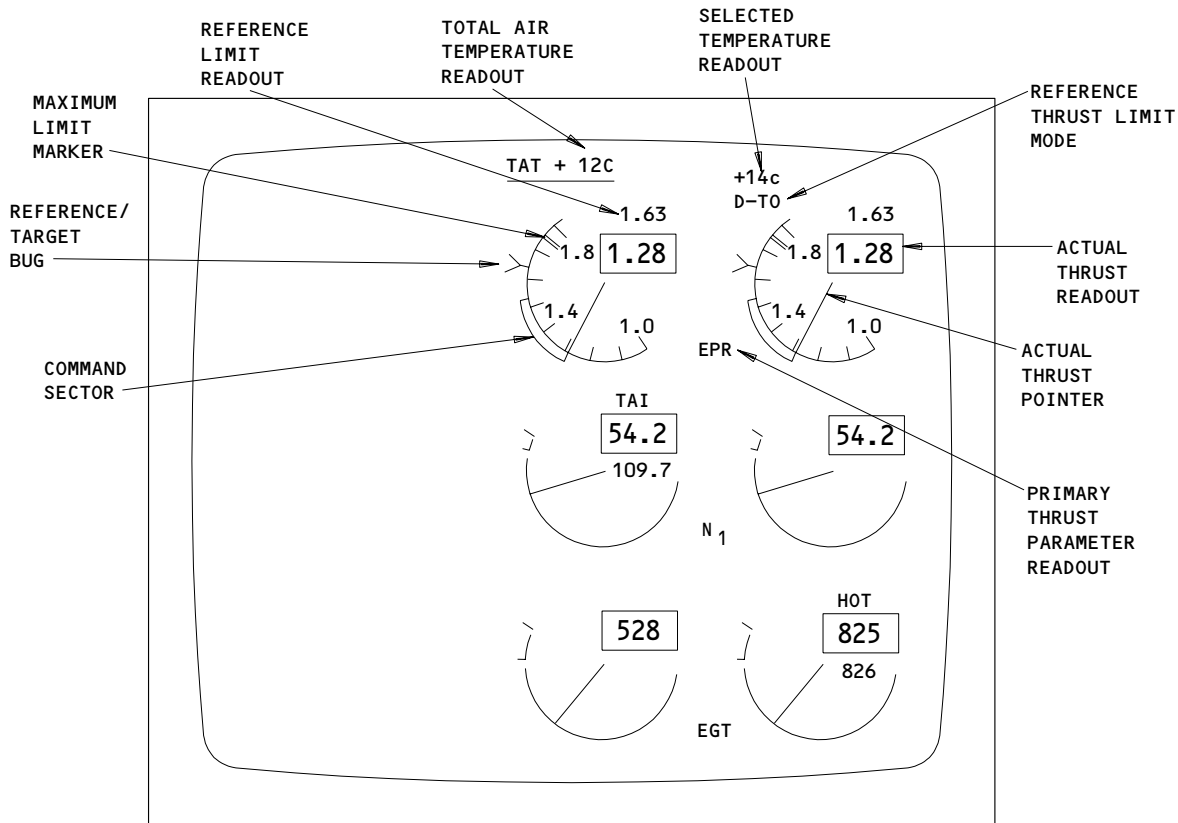 REFERENCE
LIMIT
READOUT
TOTAL AIR
TEMPERATURE
READOUT
SELECTED
TEMPERATURE
READOUT
MAXIMUM
LIMIT
MARKER
REFERENCE
THRUST LIMIT
MODE
REFERENCE/
TARGET
BUG
COMMAND
SECTOR
ACTUAL
THRUST
READOUT
ACTUAL
THRUST
POINTER
PRIMARY
THRUST
PARAMETER
READOUT
TAT + 12C
+14c
D-TO
1.63
1.8
1.28
1.4
1.0
1.63
1.8
1.28
1.4
1.0
EPR
TAI
54.2
109.7
54.2
N1
528
HOT
825
826
EGT